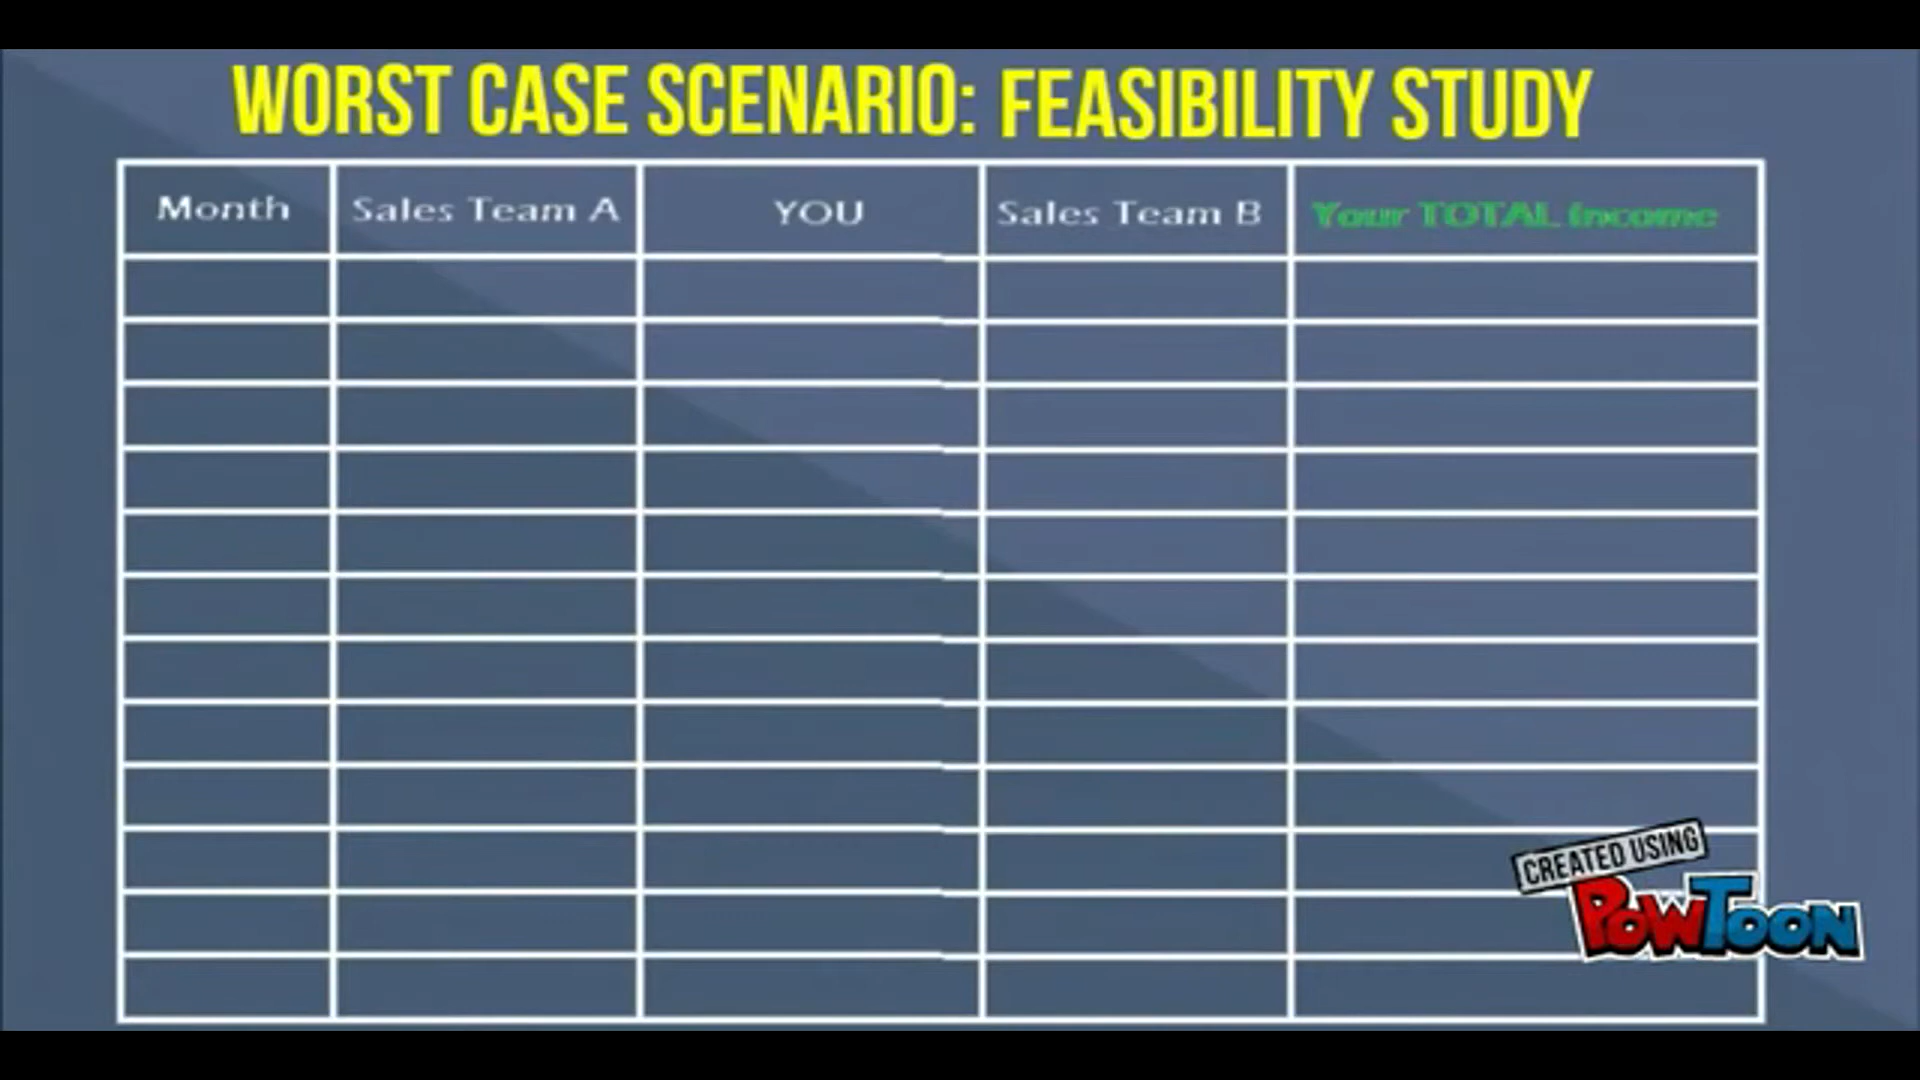 WORST CASE SCENARIO: FEASIBILITY STUDY
Month Sales Team A YOU Sales Team B Your TOTAL Income
CREATED USING
POWTOON